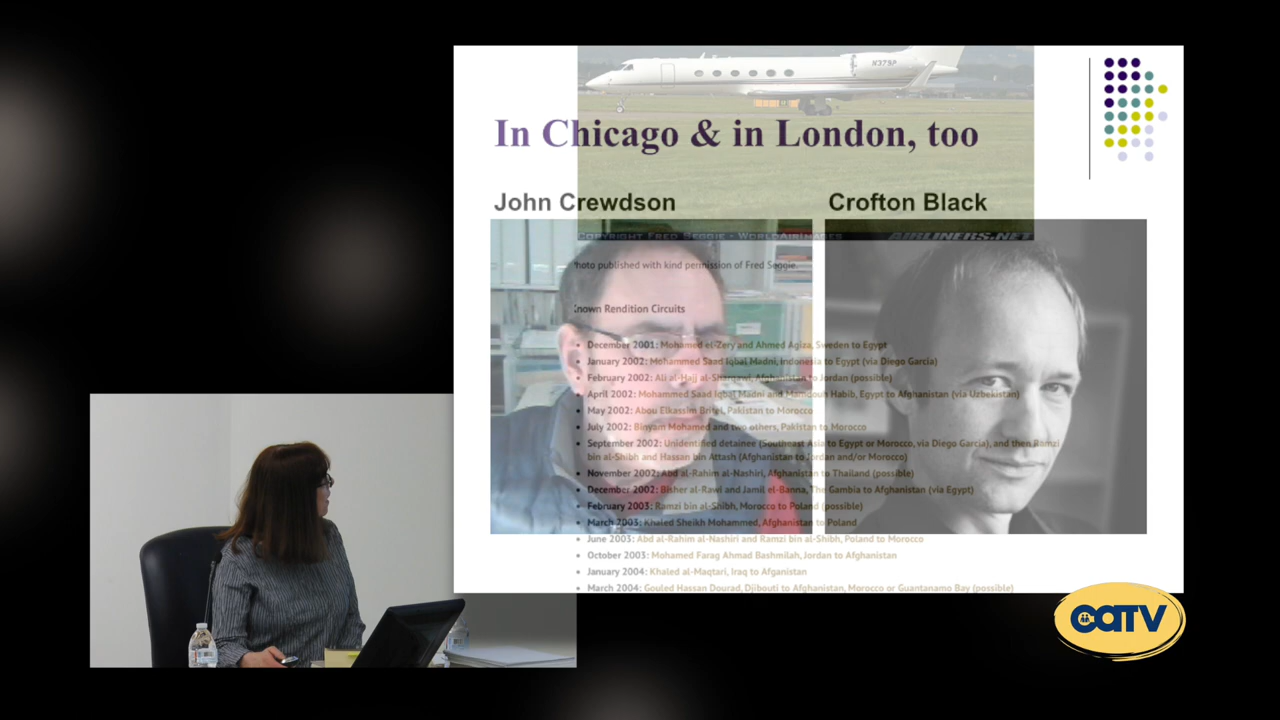 N379P
In Chicago & in London, too
John Crewdson
Crofton Black
COPYRIGHT FRED SEGGIE - WORLDAIRIMAGES AIRLINERS.NET
Photo published with kind permission of Fred Seggie.
Known Rendition Circuits
December 2001: Mohamed el-Zery and Ahmed Agiza, Sweden to Egypt
January 2002: Mohammed Saad Iqbal Madni, Indonesia to Egypt (via Diego Garcia)
February 2002: Ali al-Hajj al-Sharqawi, Afghanistan to Jordan (possible)
April 2002: Mohammed Saad Iqbal Madni and Mamdouh Habib, Egypt to Afghanistan (via Uzbekistan)
May 2002: Abou Elkassim Britel, Pakistan to Morocco
July 2002: Binyam Mohamed and two others, Pakistan to Morocco
September 2002: Unidentified detainee (Southeast Asia to Egypt or Morocco, via Diego Garcia), and then Ramzi
bin al-Shibh and Hassan bin Attash (Afghanistan to Jordan and/or Morocco)
November 2002: Abd al-Rahim al-Nashiri, Afghanistan to Thailand (possible)
December 2002: Bisher al-Rawi and Jamil el-Banna, The Gambia to Afghanistan (via Egypt)
February 2003: Ramzi bin al-Shibh, Morocco to Poland (possible)
March 2003: Khaled Sheikh Mohammed, Afghanistan to Poland
June 2003: Abd al-Rahim al-Nashiri and Ramzi bin al-Shibh, Poland to Morocco
October 2003: Mohamed Farag Ahmad Bashmilah, Jordan to Afghanistan
January 2004: Khaled al-Maqtari, Iraq to Afganistan
March 2004: Gouled Hassan Dourad, Djibouti to Afghanistan, Morocco or Guantanamo Bay (possible)
CATV